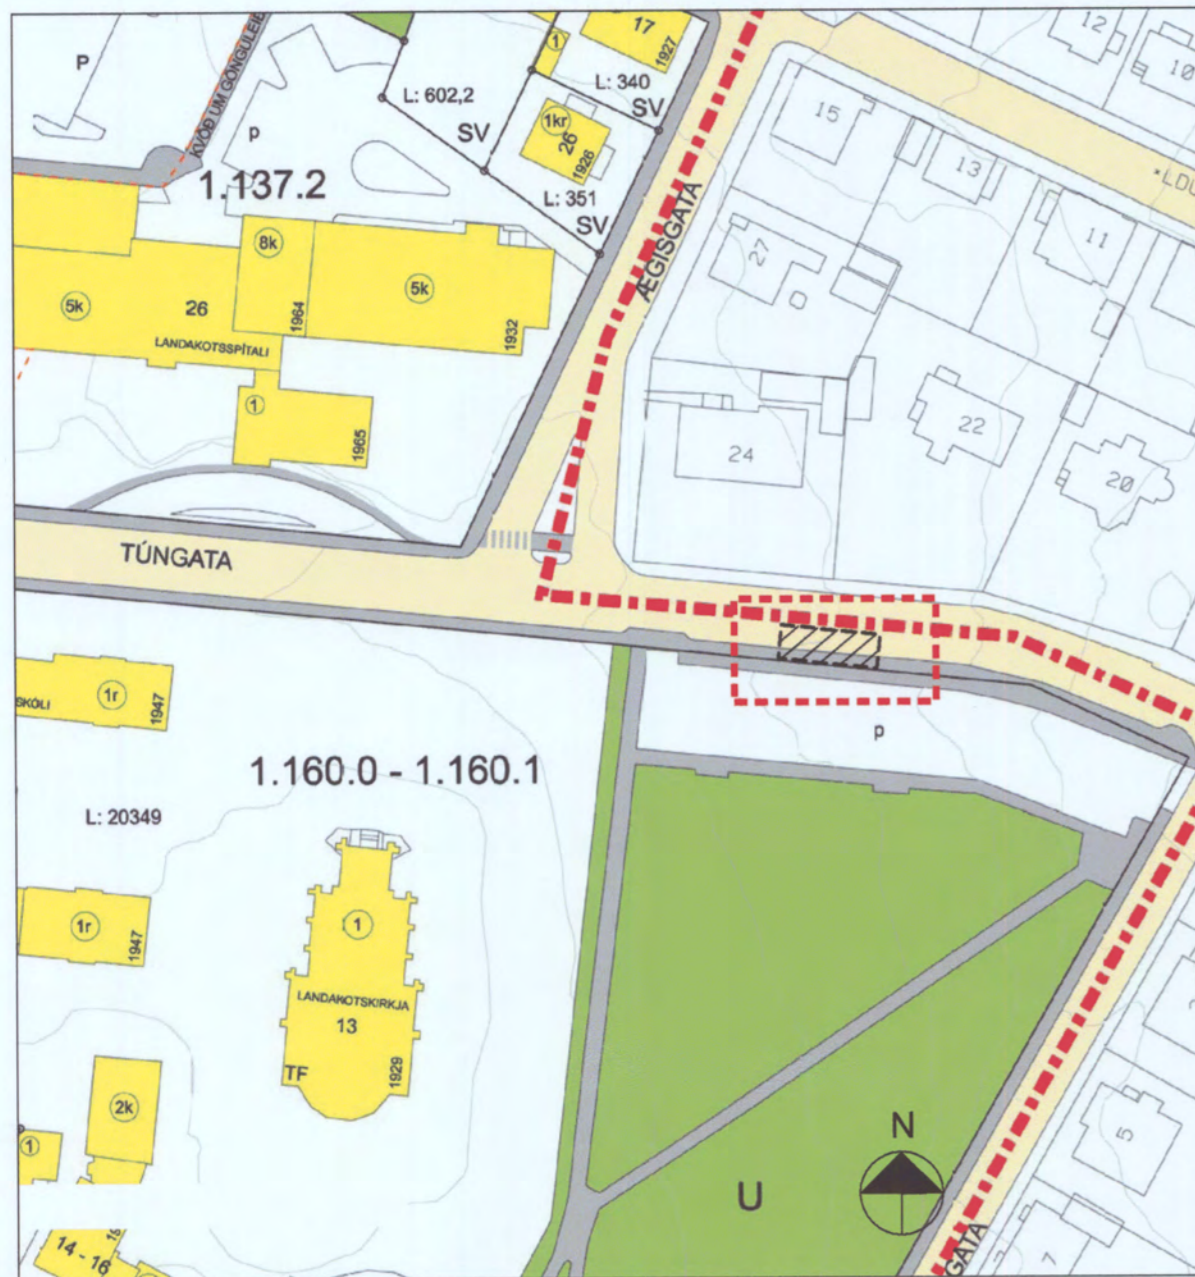 17
1927
1
12
10
P
KVÖÐ UM GÖNGULEIÐ
L: 602,2
L: 340
SV
15
p
SV
1kr
26
1928
13
1.137.2
L: 351
ÆGISGATA
SV
27
11
8k
5k
5k
26
1964
1932
LANDAKOTSSPÍTALI
1
1965
24
22
20
TÚNGATA
1r
SKÓLI
1947
p
1.160.0 - 1.160.1
L: 20349
1r
1947
1
LANDAKOTSKIRKJA
13
TF
1929
2k
1
N
5
U
14 - 16
GATA
7